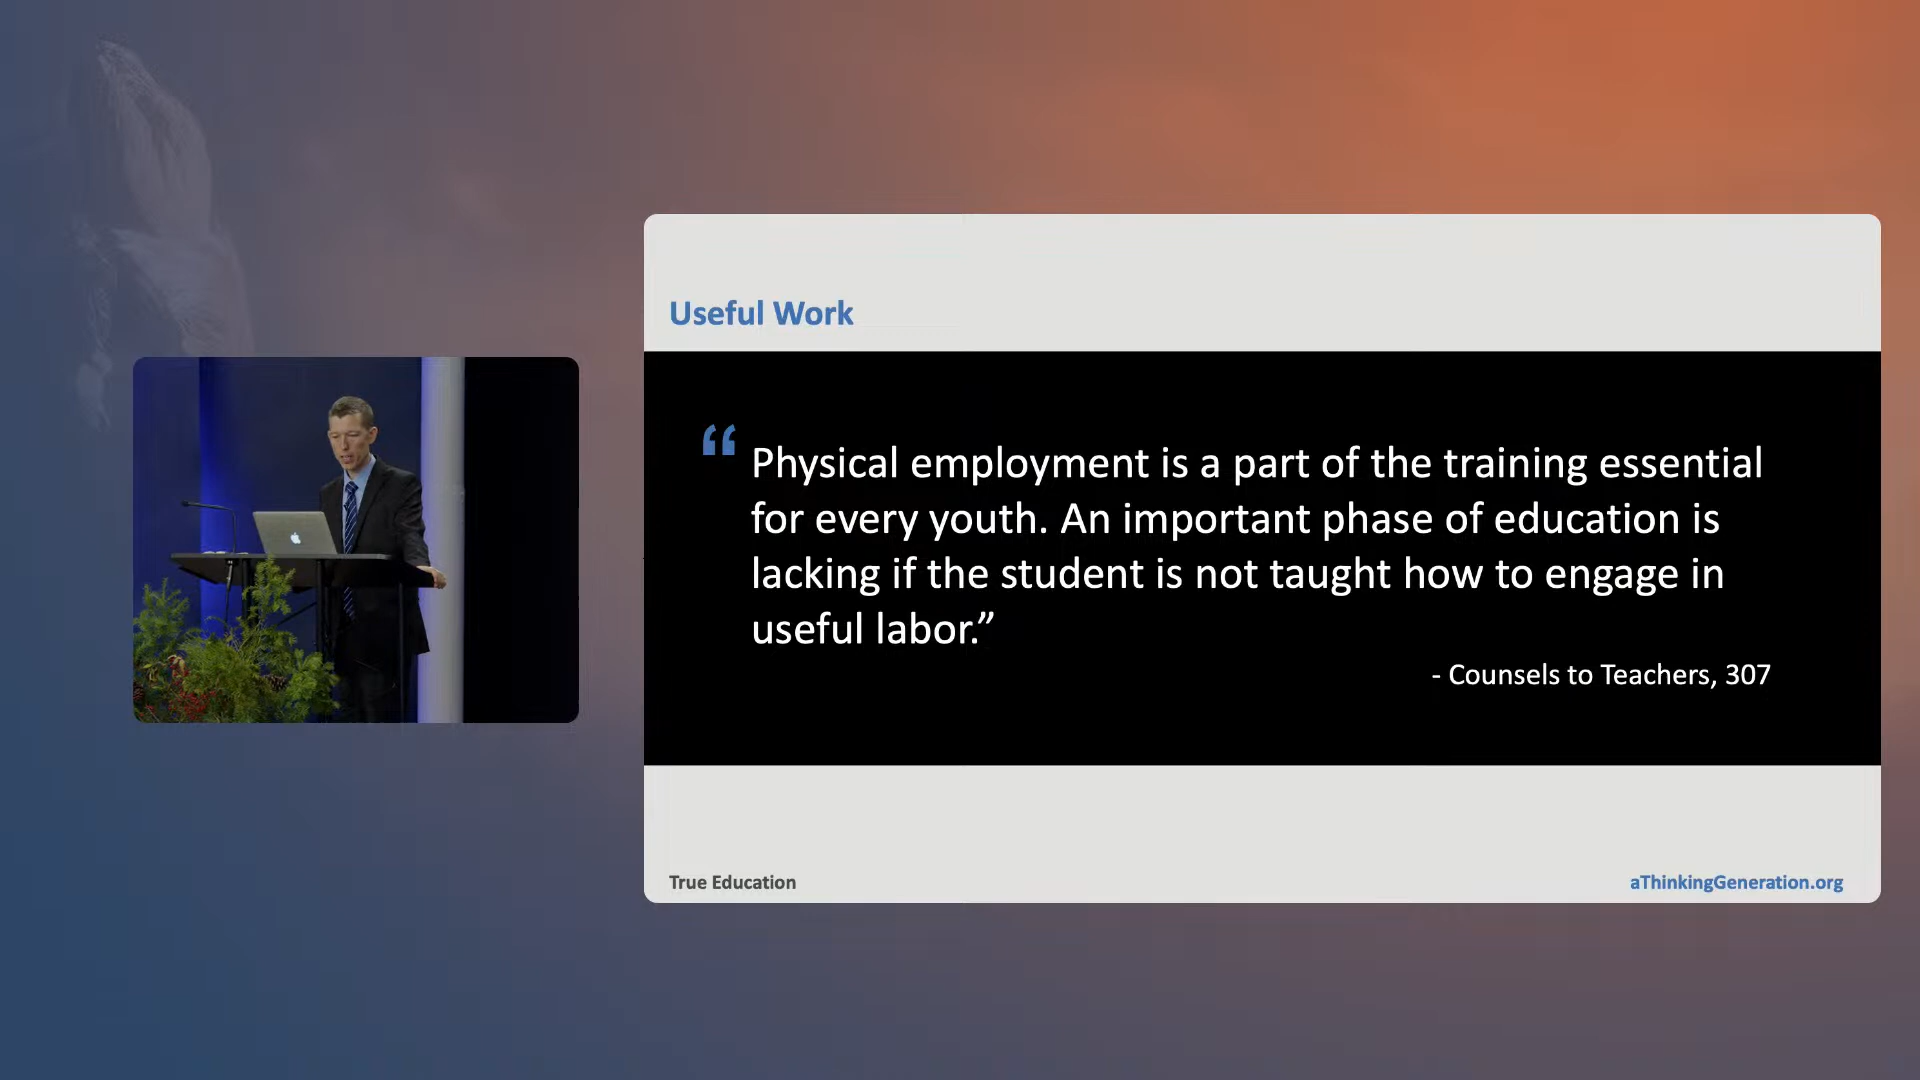 Useful Work
“Physical employment is a part of the training essential
for every youth. An important phase of education is
lacking if the student is not taught how to engage in
useful labor.”
- Counsels to Teachers, 307
True Education
aThinkingGeneration.org